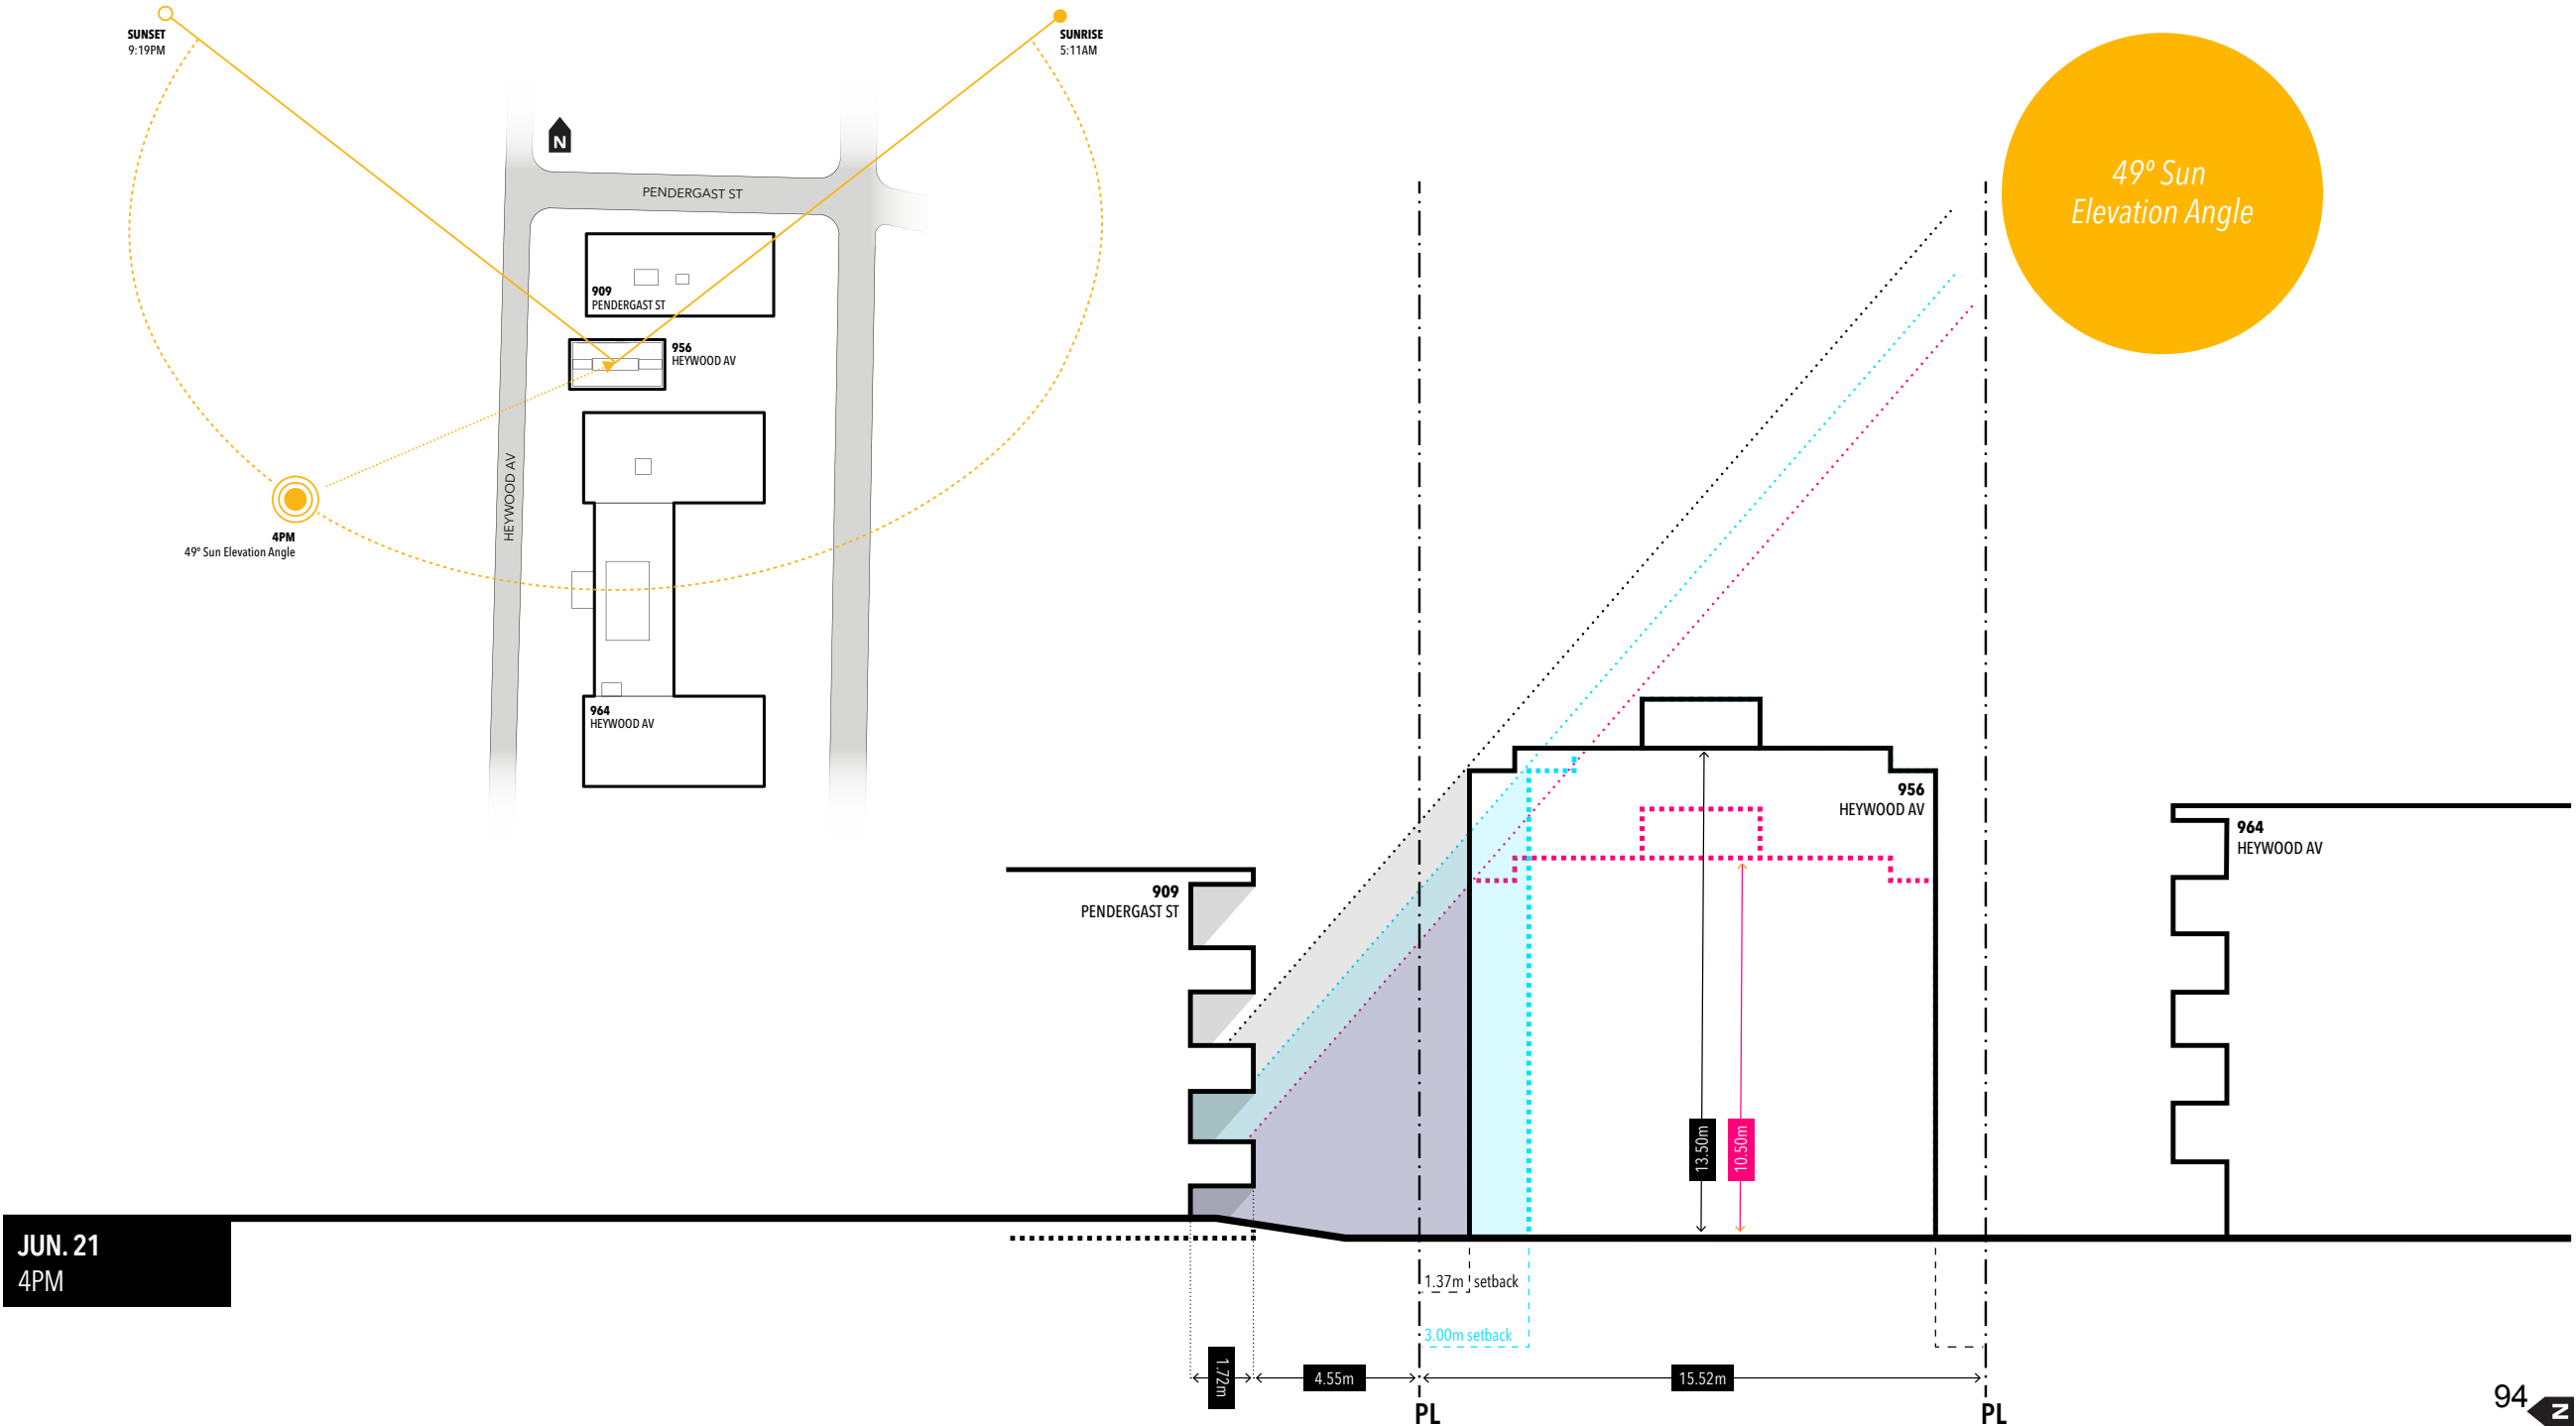 SUNSET
9:19PM
SUNRISE
5:11AM
N
PENDERGAST ST
909
PENDERGAST ST
956
HEYWOOD AV
HEYWOOD AV
4PM
49º Sun Elevation Angle
964
HEYWOOD AV
49º Sun
Elevation Angle
956
HEYWOOD AV
964
HEYWOOD AV
909
PENDERGAST ST
13.50m
10.50m
JUN. 21
4PM
1.37m setback
3.00m setback
1.72m
4.55m
15.52m
PL
PL
94
N